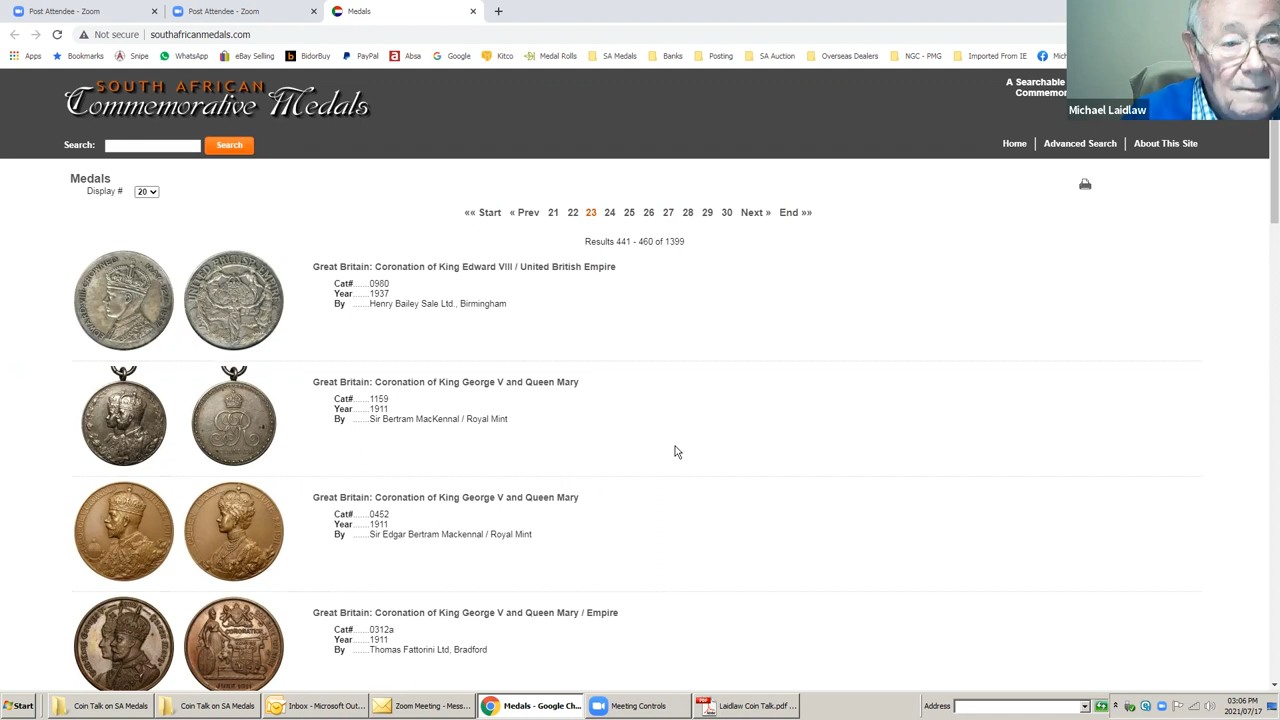 Post Attendee - Zoom
Post Attendee - Zoom
Medals
Not secure
southafricanmedals.com
Apps
Bookmarks
Snipe
WhatsApp
eBay Selling
BidorBuy
PayPal
Absa
Google
Kitco
Medal Rolls
SA Medals
Banks
Posting
SA Auction
Overseas Dealers
NGC - PMG
Imported From IE
Mich
Michael Laidlaw
SOUTH AFRICAN
Commemorative Medals
A Searchable
Commemor
Search:
Search
Home
Advanced Search
About This Site
Medals
Display #
20
«« Start « Prev 21 22 23 24 25 26 27 28 29 30 Next » End »»
Results 441 - 460 of 1399
Great Britain: Coronation of King Edward VIII / United British Empire
Cat#.......0980
Year.......1937
By .......Henry Bailey Sale Ltd., Birmingham
Great Britain: Coronation of King George V and Queen Mary
Cat#.......1159
Year.......1911
By .......Sir Bertram MacKennal / Royal Mint
Great Britain: Coronation of King George V and Queen Mary
Cat#.......0452
Year.......1911
By .......Sir Edgar Bertram Mackennal / Royal Mint
Great Britain: Coronation of King George V and Queen Mary / Empire
Cat#.......0312a
Year.......1911
By .......Thomas Fattorini Ltd, Bradford
Start
Coin Talk on SA Medals
Coin Talk on SA Medals
Inbox - Microsoft Out...
Zoom Meeting - Mess...
Medals - Google Ch...
Meeting Controls
Laidlaw Coin Talk.pdf ...
Address
03:06 PM
2021/07/17